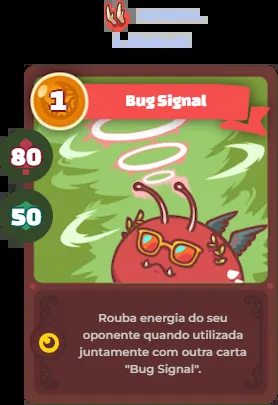 1
Bug Signal
80
50
Rouba energia do seu
oponente quando utilizada
juntamente com outra carta
"Bug Signal".